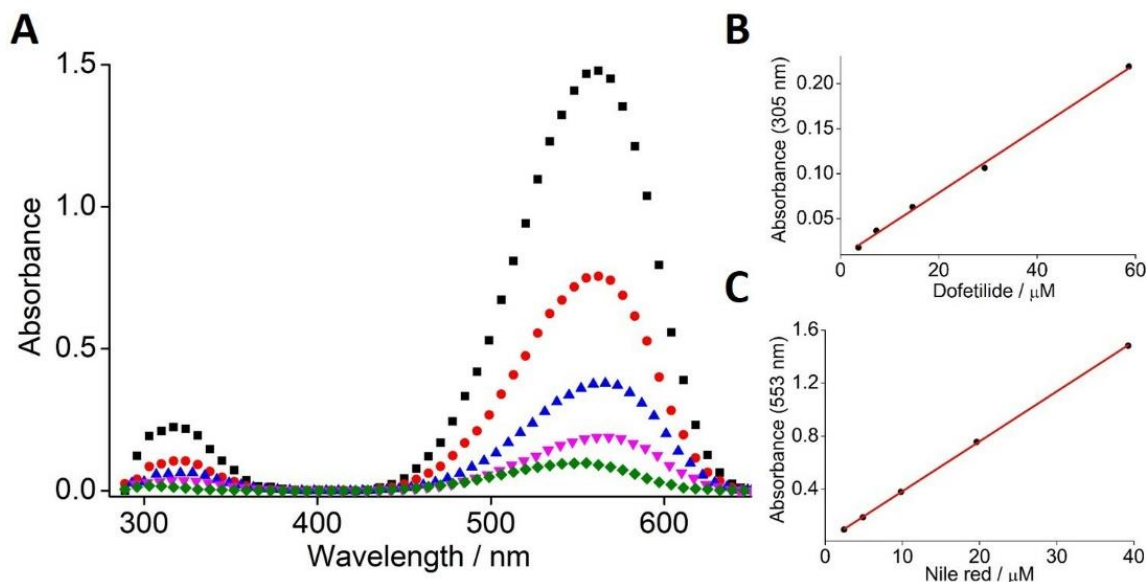 A
1.5
1.0
0.5
0.0
Absorbance
300
400
500
600
Wavelength / nm
B
0.20
0.15
0.10
0.05
Absorbance (305 nm)
0
20
40
60
Dofetilide / μM
C
1.6
1.2
0.8
0.4
Absorbance (553 nm)
0
10
20
30
40
Nile red / μM